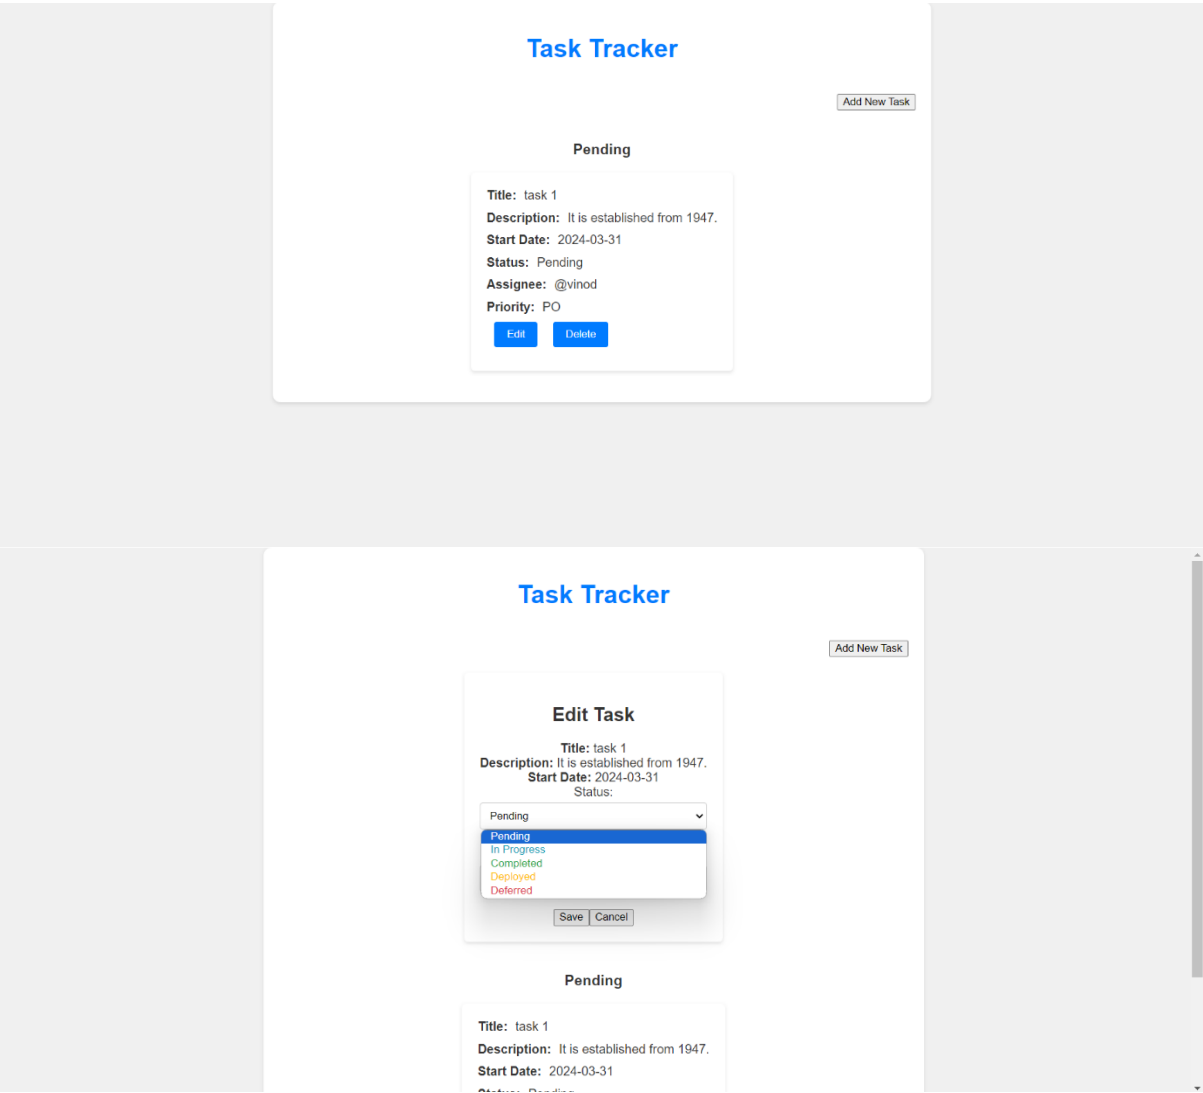 Task Tracker
Add New Task
Pending
Title: task 1
Description: It is established from 1947.
Start Date: 2024-03-31
Status: Pending
Assignee: @vinod
Priority: PO
Edit Delete
Task Tracker
Add New Task
Edit Task
Title: task 1
Description: It is established from 1947.
Start Date: 2024-03-31
Status:
Pending
Pending
In Progress
Completed
Deployed
Deferred
Save Cancel
Pending
Title: task 1
Description: It is established from 1947.
Start Date: 2024-03-31
Status: Pending